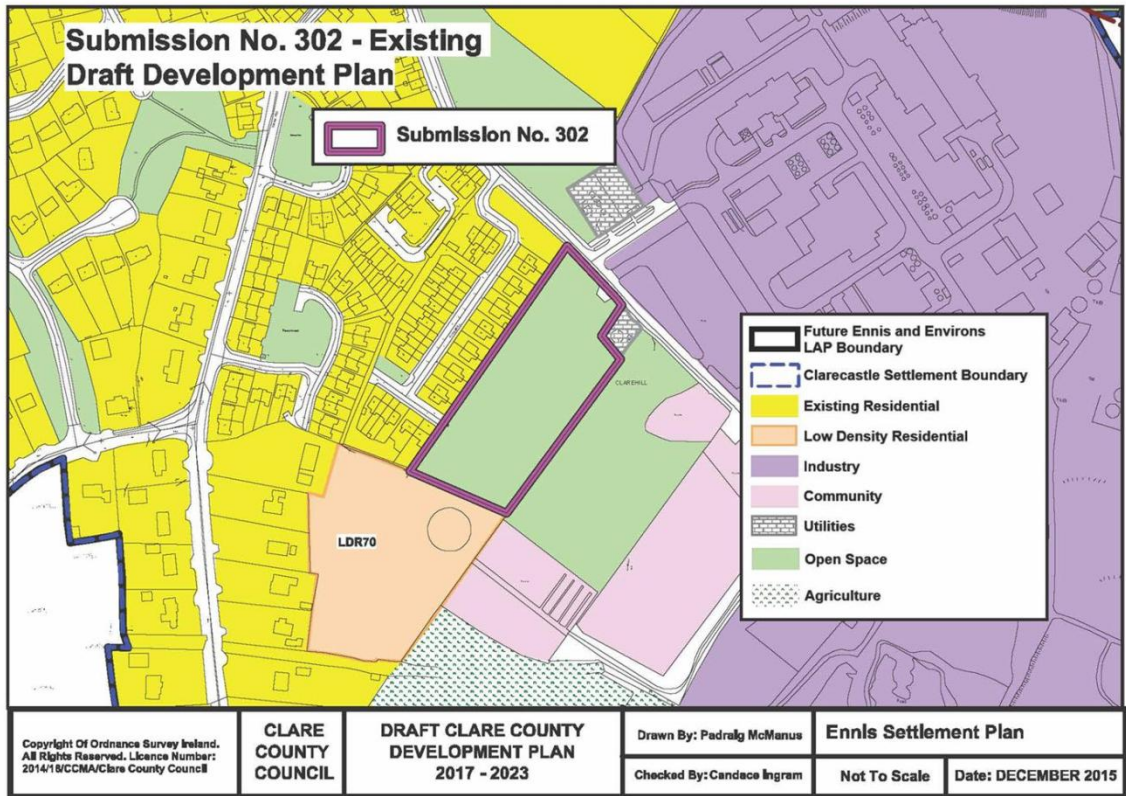 Submission No. 302 - Existing
Draft Development Plan
Submission No. 302
CLAREHILL
LDR70
Future Ennis and Environs
LAP Boundary
Clarecastle Settlement Boundary
Existing Residential
Low Density Residential
Industry
Community
Utilities
Open Space
Agriculture
Copyright Of Ordnance Survey Ireland.
All Rights Reserved. Licence Number:
2014/18/CCMA/Clare County Council
CLARE
COUNTY
COUNCIL
DRAFT CLARE COUNTY
DEVELOPMENT PLAN
2017 - 2023
Drawn By: Padraig McManus
Checked By: Candace Ingram
Ennis Settlement Plan
Not To Scale
Date: DECEMBER 2015